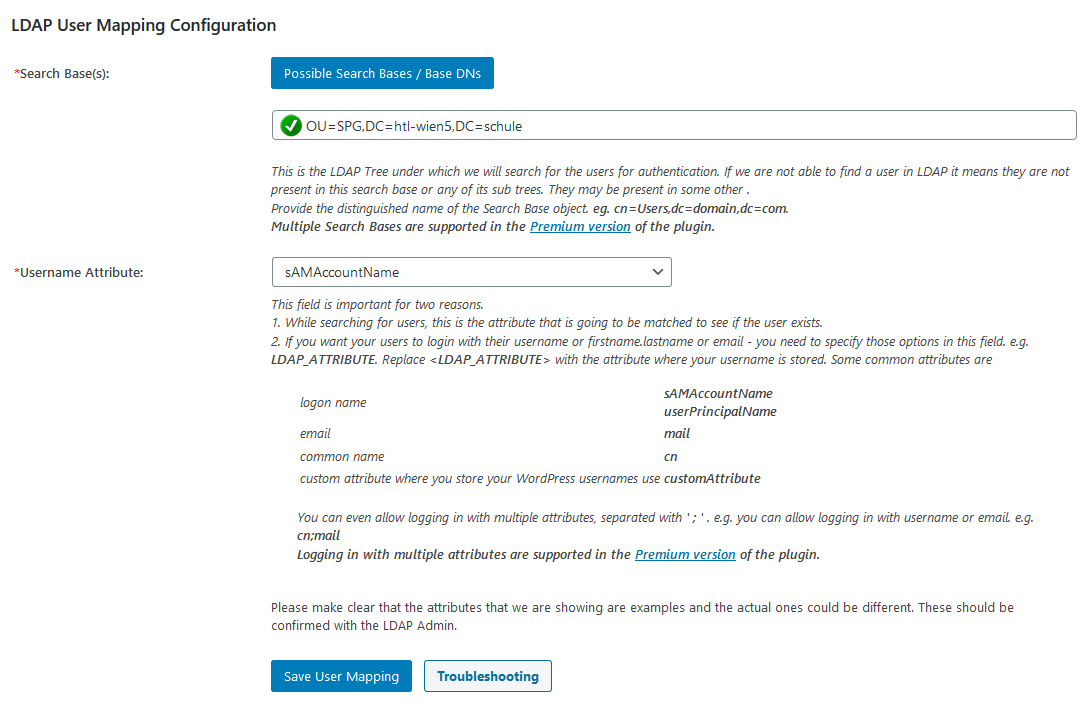 LDAP User Mapping Configuration
*Search Base(s):
Possible Search Bases / Base DNs
OU=SPG,DC=htl-wien5,DC=schule
This is the LDAP Tree under which we will search for the users for authentication. If we are not able to find a user in LDAP it means they are not
present in this search base or any of its sub trees. They may be present in some other .
Provide the distinguished name of the Search Base object. eg. cn=Users,dc=domain,dc=com.
Multiple Search Bases are supported in the Premium version of the plugin.
*Username Attribute:
sAMAccountName
This field is important for two reasons.
1. While searching for users, this is the attribute that is going to be matched to see if the user exists.
2. If you want your users to login with their username or firstname.lastname or email - you need to specify those options in this field. e.g.
LDAP_ATTRIBUTE. Replace <LDAP_ATTRIBUTE> with the attribute where your username is stored. Some common attributes are
logon name
sAMAccountName
userPrincipalName
email mail
common name cn
custom attribute where you store your WordPress usernames use customAttribute
You can even allow logging in with multiple attributes, separated with ' ; ' . e.g. you can allow logging in with username or email. e.g.
cn;mail
Logging in with multiple attributes are supported in the Premium version of the plugin.
Please make clear that the attributes that we are showing are examples and the actual ones could be different. These should be
confirmed with the LDAP Admin.
Save User Mapping Troubleshooting